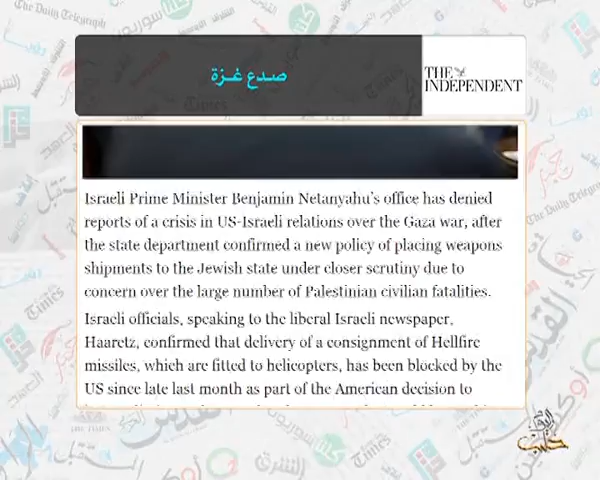 صدع غزة
THE
INDEPENDENT
Israeli Prime Minister Benjamin Netanyahu's office has denied
reports of a crisis in US-Israeli relations over the Gaza war, after
the state department confirmed a new policy of placing weapons
shipments to the Jewish state under closer scrutiny due to
concern over the large number of Palestinian civilian fatalities.
Israeli officials, speaking to the liberal Israeli newspaper,
Haaretz, confirmed that delivery of a consignment of Hellfire
missiles, which are fitted to helicopters, has been blocked by the
US since late last month as part of the American decision to
حلب اليوم